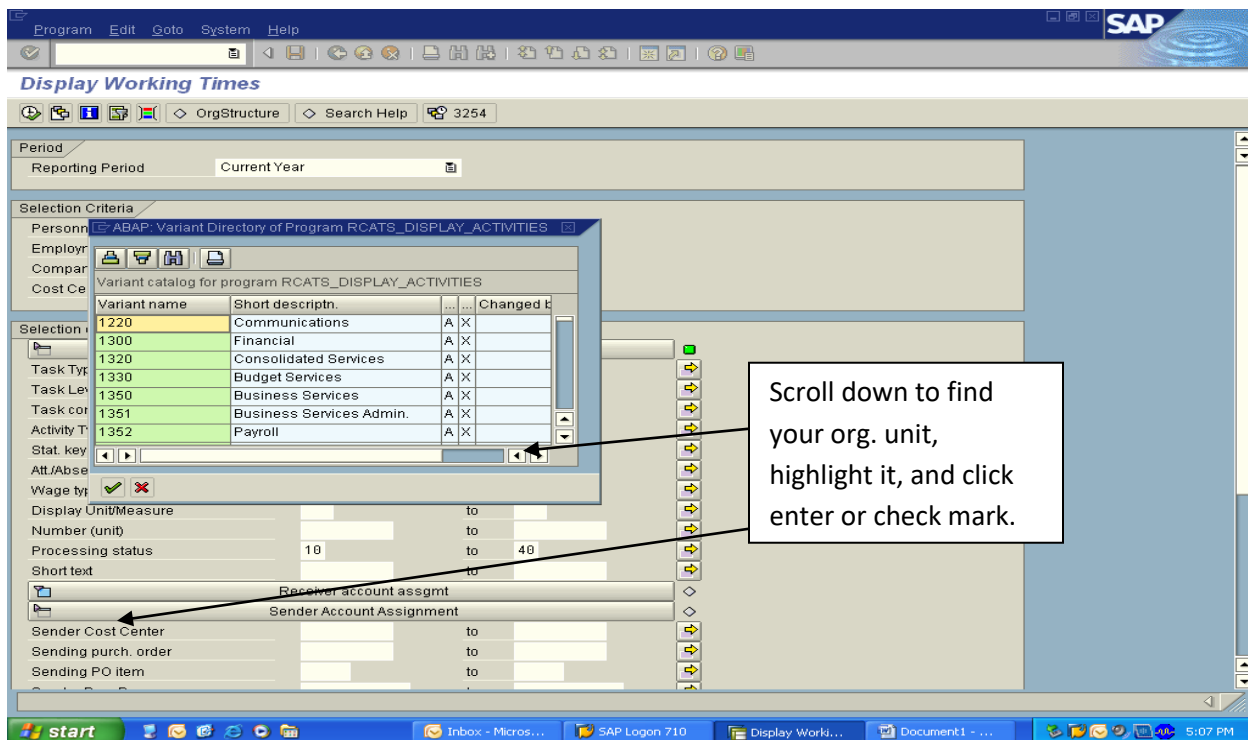 Program Edit Goto System Help
SAP
Display Working Times
OrgStructure Search Help 3254
Period
Reporting Period Current Year
Selection Criteria
Personn
Employ
Compar
Cost Ce
ABAP: Variant Directory of Program RCATS_DISPLAY_ACTIVITIES
Variant catalog for program RCATS_DISPLAY_ACTIVITIES
Variant name Short descriptn. ... ... Changed b
1220 Communications A X
1300 Financial A X
1320 Consolidated Services A X
1330 Budget Services A X
1350 Business Services A X
1351 Business Services Admin. A X
1352 Payroll A X
Selection
Task Typ
Task Lev
Task cor
Activity T
Stat. key
Att./Abse
Wage typ
Display Unit/Measure to
Number (unit) to
Processing status 10 to 40
Short text to
Receiver account assgmt
Sender Account Assignment
Sender Cost Center to
Sending purch. order to
Sending PO item to
Scroll down to find
your org. unit,
highlight it, and click
enter or check mark.
start Inbox - Micros... SAP Logon 710 Display Worki... Document1 - ... 5:07 PM